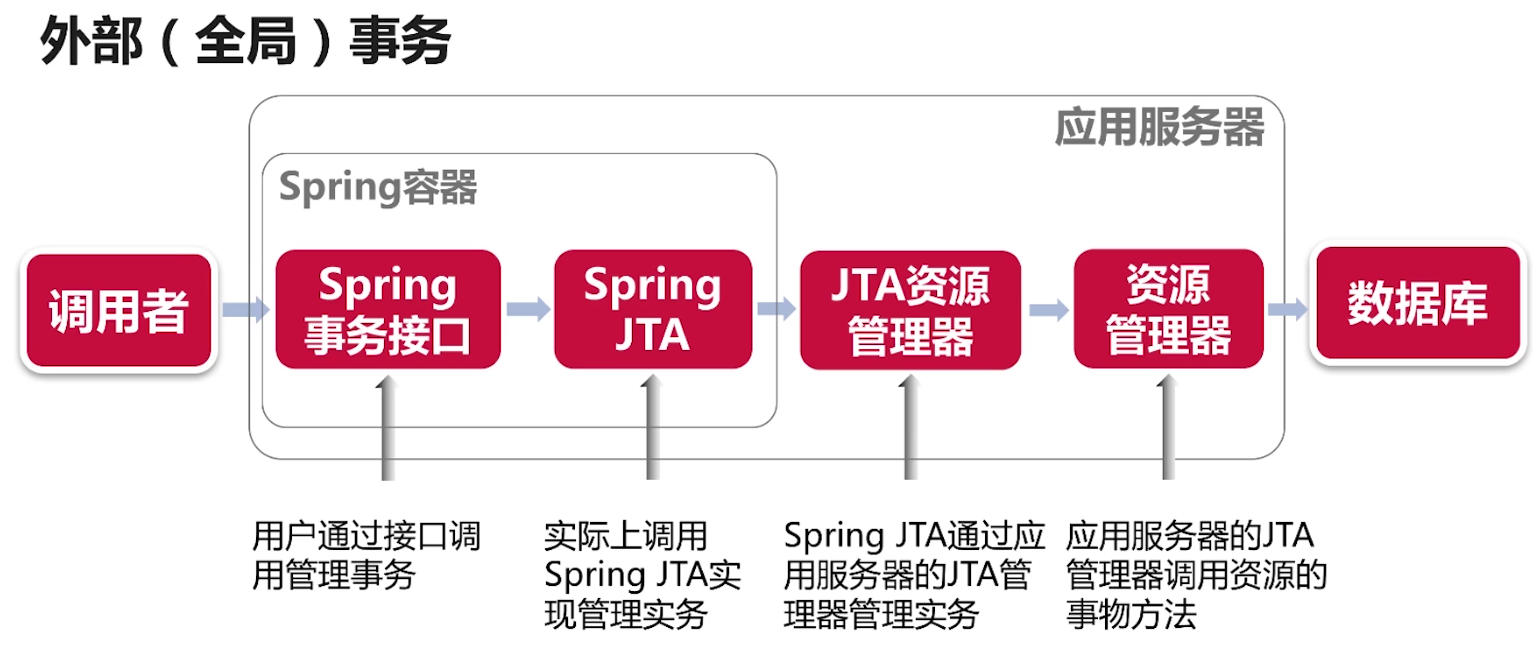 外部（全局）事务
应用服务器
Spring容器
调用者
Spring
事务接口
Spring
JTA
JTA资源
管理器
资源
管理器
数据库
用户通过接口调
用管理事务
实际上调用
Spring JTA实
现管理实务
Spring JTA通过应
用服务器的JTA管
理器管理实务
应用服务器的JTA
管理器调用资源的
事物方法